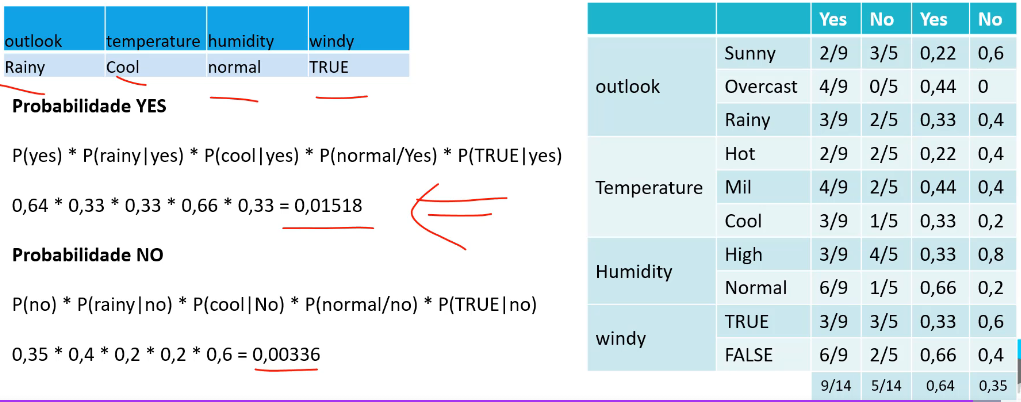 outlook temperature humidity windy
Rainy Cool normal TRUE
Probabilidade YES
P(yes) * P(rainy|yes) * P(cool|yes) * P(normal/Yes) * P(TRUE|yes)
0,64 * 0,33 * 0,33 * 0,66 * 0,33 = 0,01518
Probabilidade NO
P(no) * P(rainy|no) * P(cool|No) * P(normal/no) * P(TRUE|no)
0,35 * 0,4 * 0,2 * 0,2 * 0,6 = 0,00336
Yes No Yes No
outlook
Sunny 2/9 3/5 0,22 0,6
Overcast 4/9 0/5 0,44 0
Rainy 3/9 2/5 0,33 0,4
Temperature
Hot 2/9 2/5 0,22 0,4
Mil 4/9 2/5 0,44 0,4
Cool 3/9 1/5 0,33 0,2
Humidity
High 3/9 4/5 0,33 0,8
Normal 6/9 1/5 0,66 0,2
windy
TRUE 3/9 3/5 0,33 0,6
FALSE 6/9 2/5 0,66 0,4
9/14 5/14 0,64 0,35